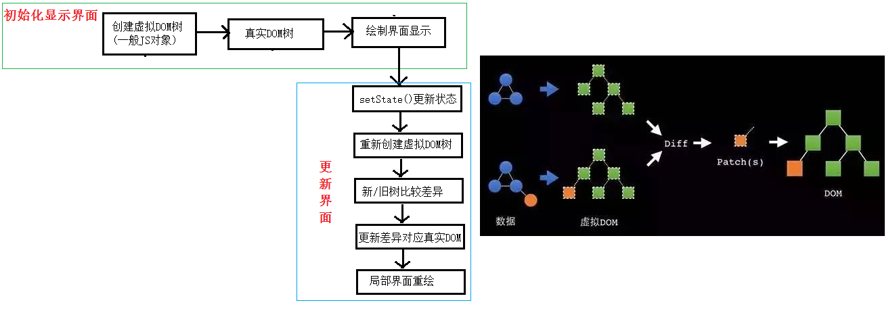 初始化显示界面
创建虚拟DOM树
(一般JS对象)
真实DOM树
绘制界面显示
setState()更新状态
重新创建虚拟DOM树
新/旧树比较差异
更新差异对应真实DOM
局部界面重绘
更
新
界
面
Diff
Patch(s)
DOM
数据
虚拟DOM